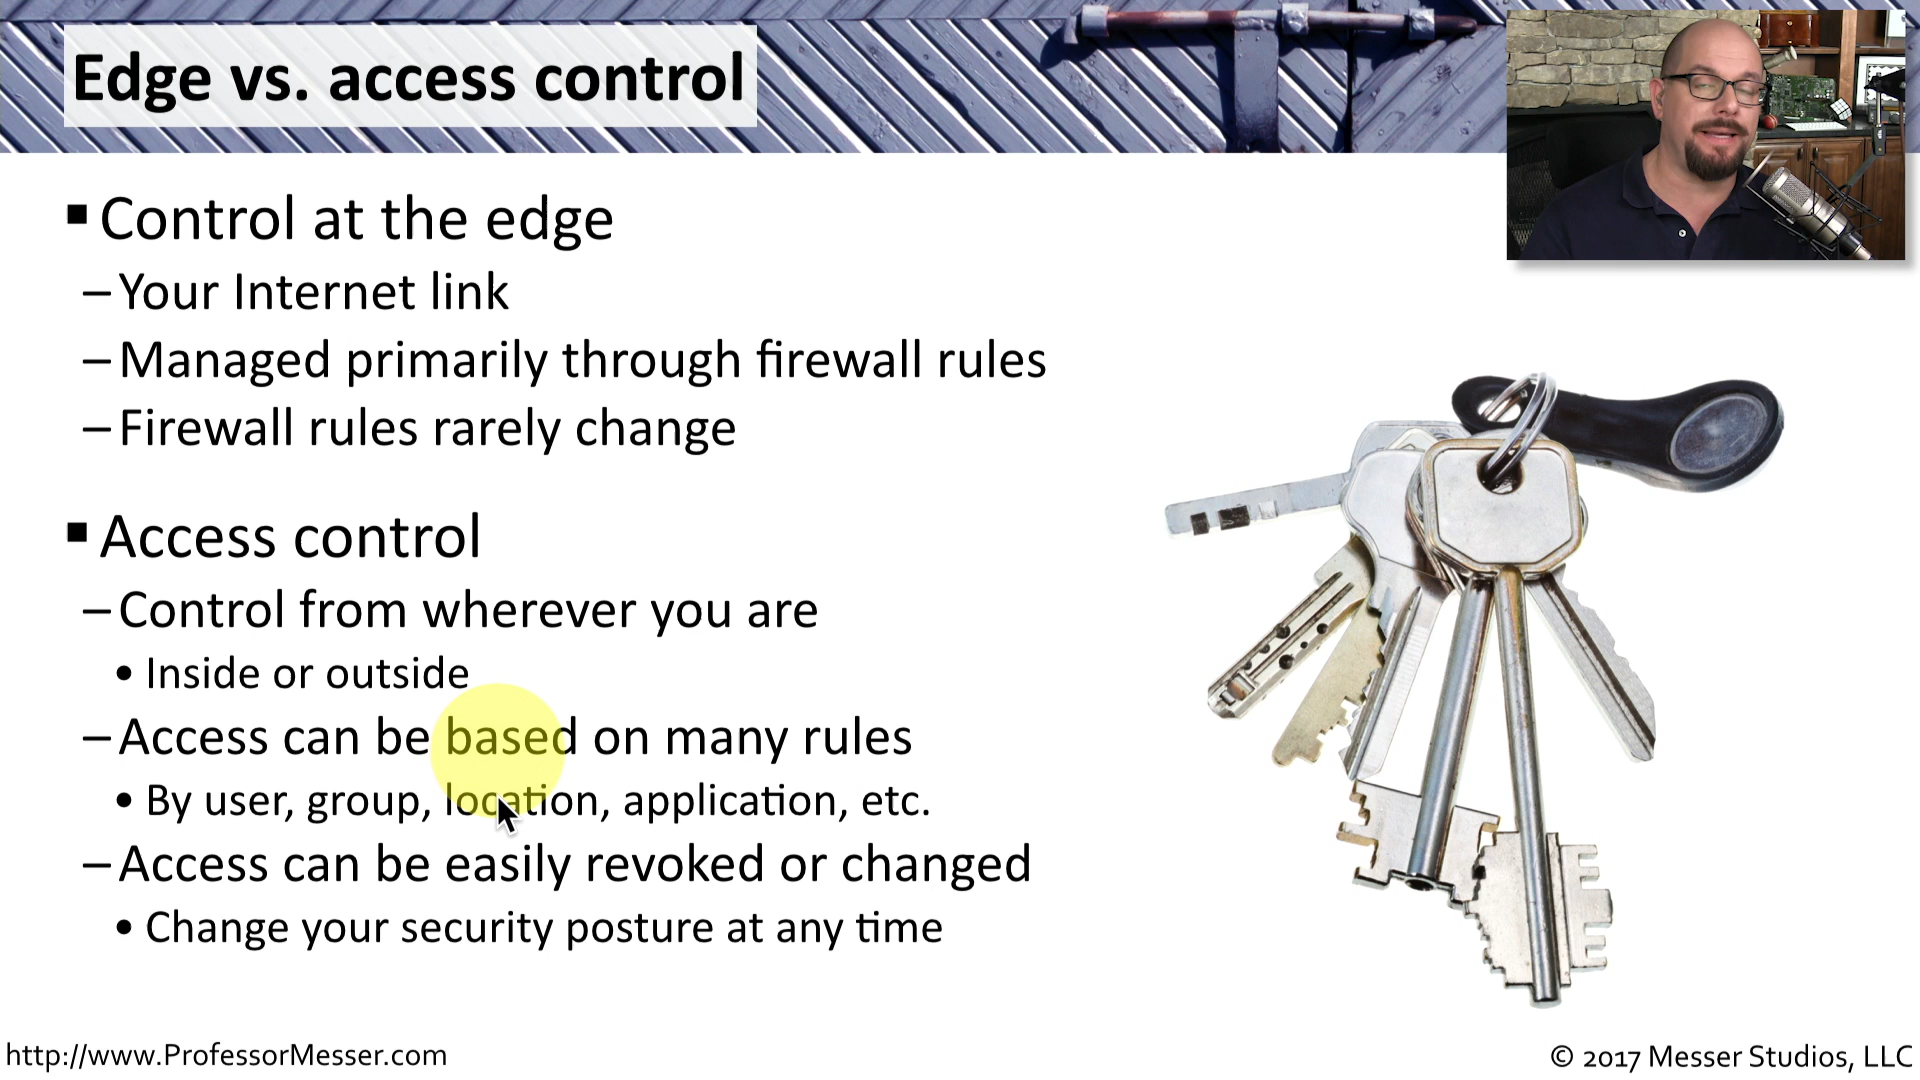 Edge vs. access control
▪ Control at the edge
– Your Internet link
– Managed primarily through firewall rules
– Firewall rules rarely change
▪ Access control
– Control from wherever you are
• Inside or outside
– Access can be based on many rules
• By user, group, location, application, etc.
– Access can be easily revoked or changed
• Change your security posture at any time
http://www.ProfessorMesser.com
© 2017 Messer Studios, LLC